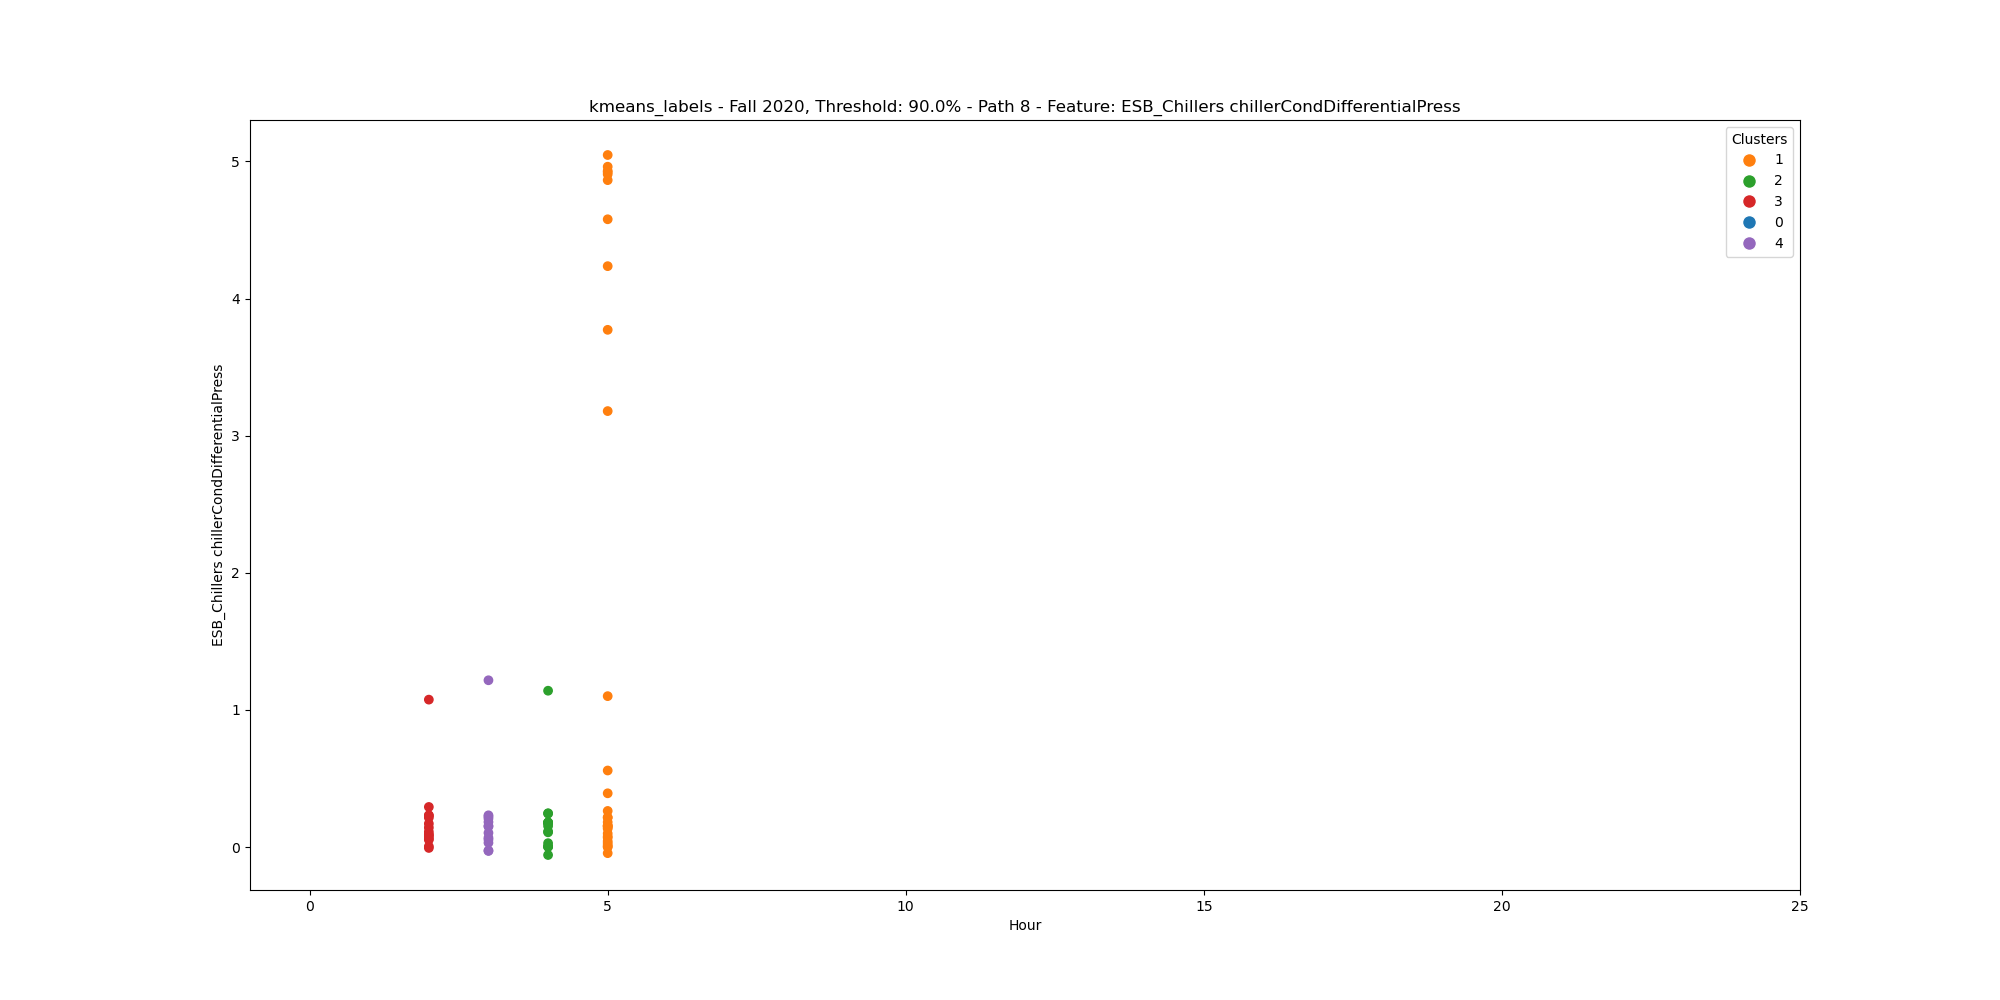 kmeans_labels - Fall 2020, Threshold: 90.0% - Path 8 - Feature: ESB_Chillers chillerCondDifferentialPress
Clusters
1
2
3
0
4
ESB_Chillers chillerCondDifferentialPress
5
4
3
2
1
0
0 5 10 15 20 25
Hour